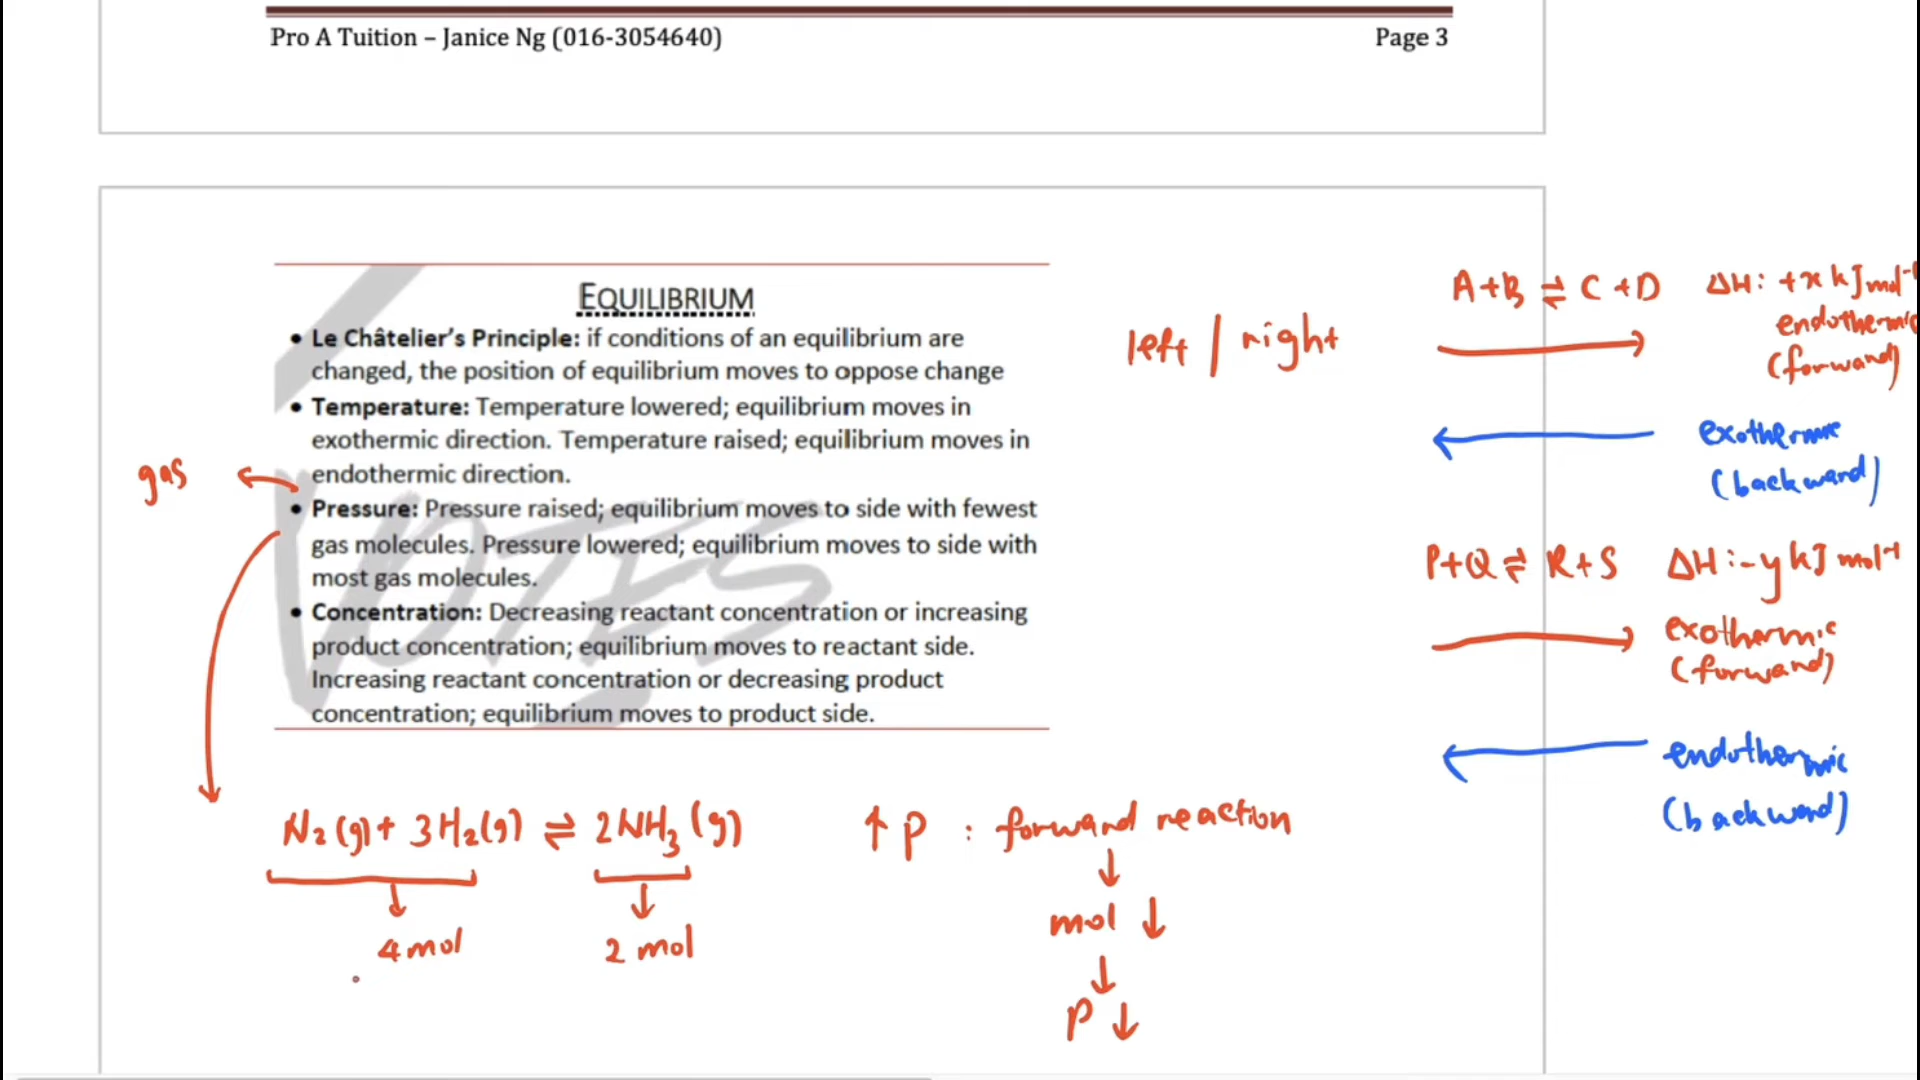 Pro A Tuition – Janice Ng (016-3054640) Page 3
EQUILIBRIUM
• Le Châtelier's Principle: if conditions of an equilibrium are
changed, the position of equilibrium moves to oppose change
• Temperature: Temperature lowered; equilibrium moves in
exothermic direction. Temperature raised; equilibrium moves in
endothermic direction.
• Pressure: Pressure raised; equilibrium moves to side with fewest
gas molecules. Pressure lowered; equilibrium moves to side with
most gas molecules.
• Concentration: Decreasing reactant concentration or increasing
product concentration; equilibrium moves to reactant side.
Increasing reactant concentration or decreasing product
concentration; equilibrium moves to product side.
NOTES
gas
left / right
A+B ⇌ C+D ΔH: +x kJ mol⁻¹
endothermic
(forward)
exothermic
(backward)
P+Q ⇌ R+S ΔH: -y kJ mol⁻¹
exothermic
(forward)
endothermic
(backward)
N₂(g) + 3H₂(g) ⇌ 2NH₃(g)
4 mol
2 mol
↑ P : forward reaction
↓
mol ↓
↓
P ↓